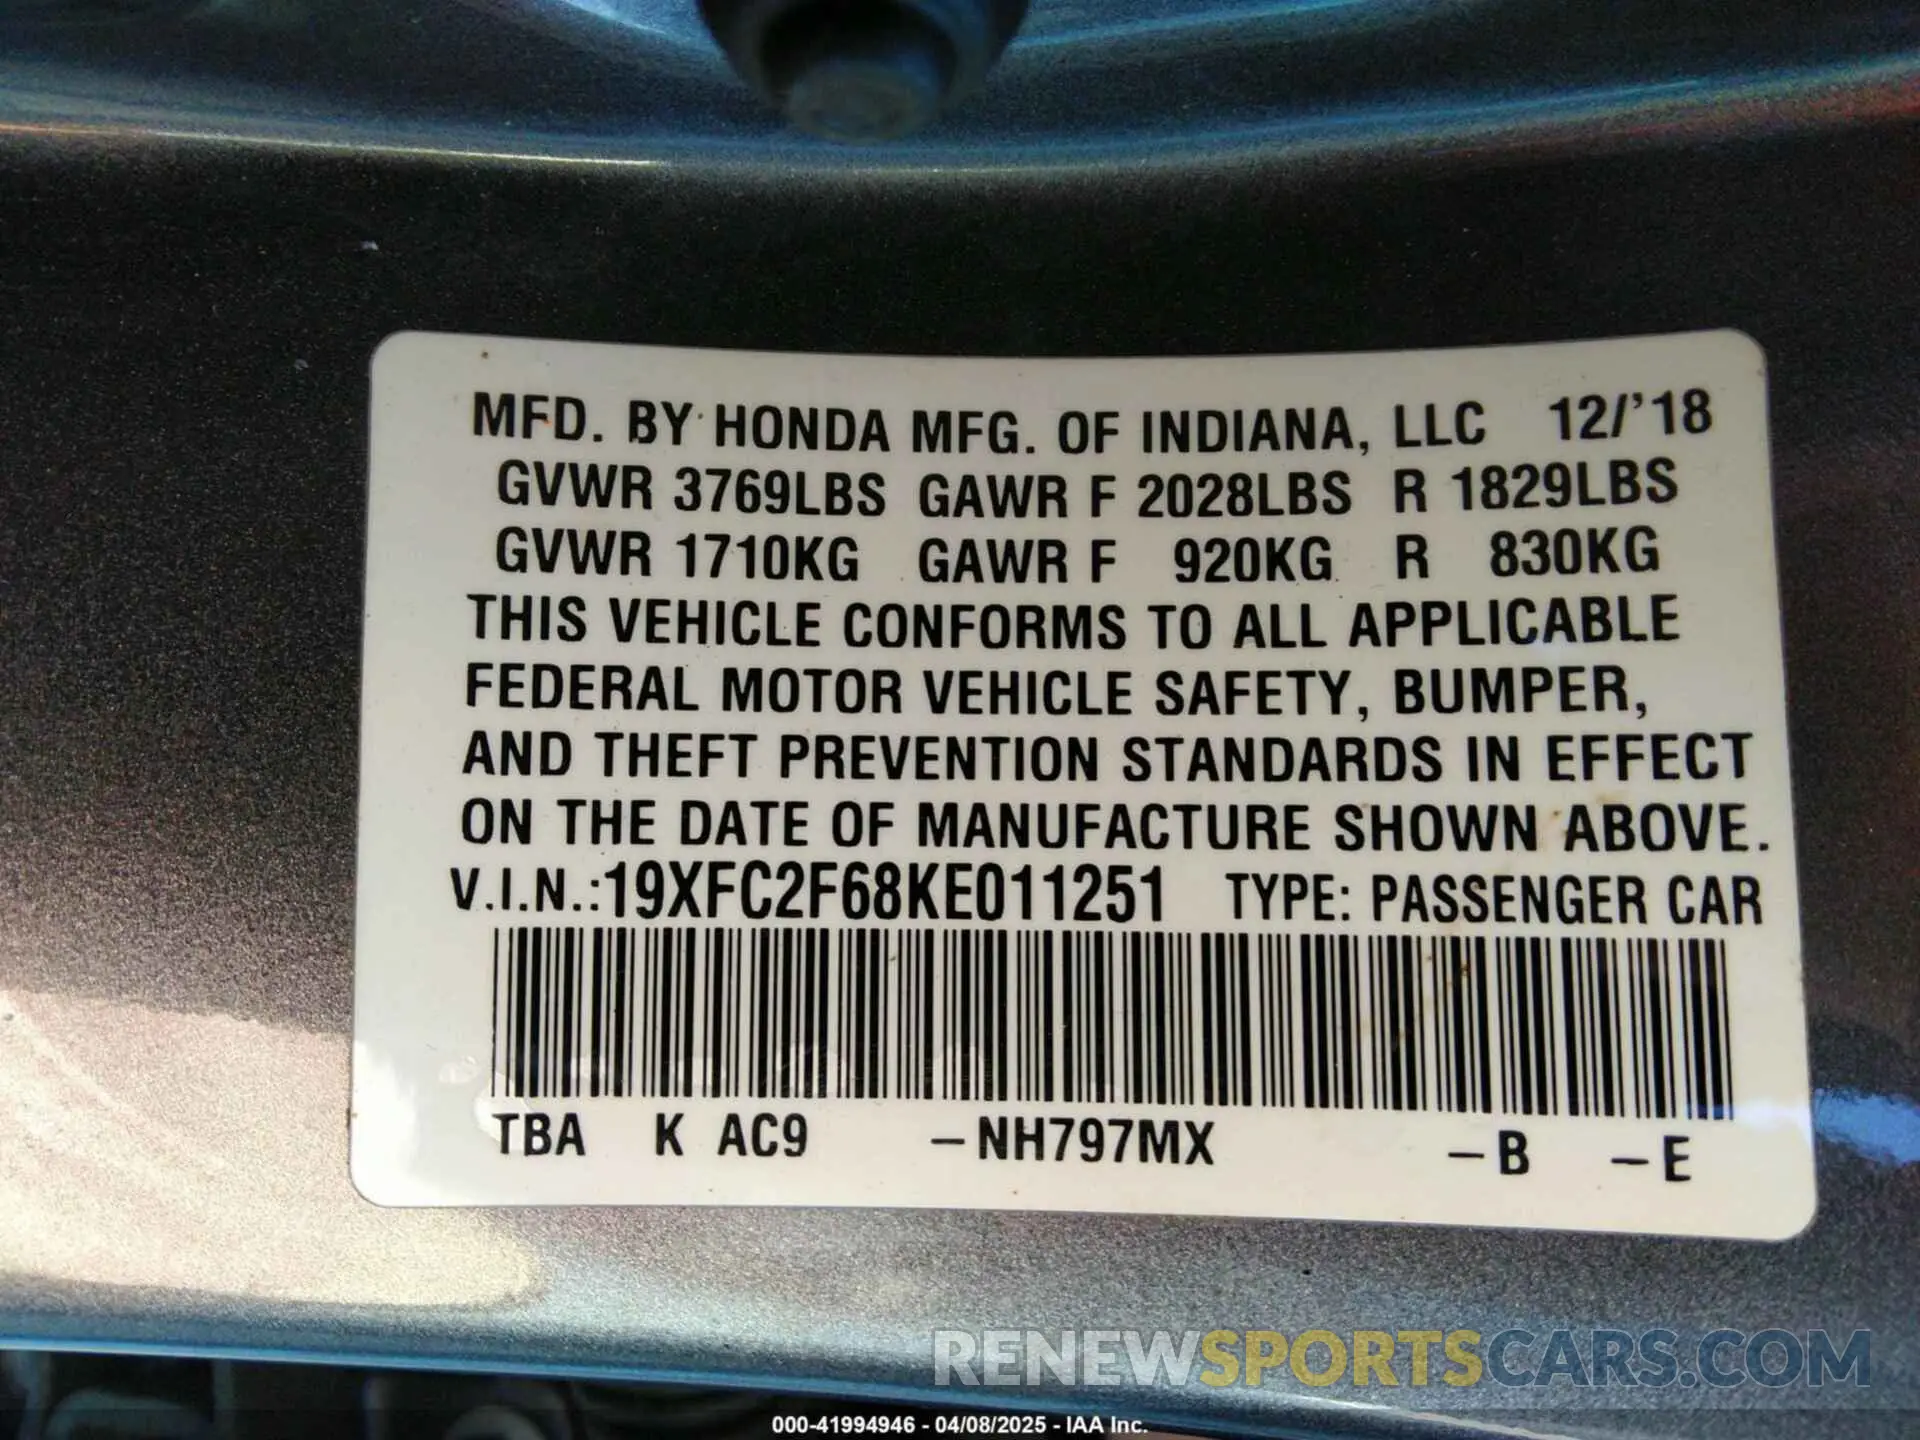 MFD. BY HONDA MFG. OF INDIANA, LLC 12/'18
GVWR 3769LBS GAWR F 2028LBS R 1829LBS
GVWR 1710KG GAWR F 920KG R 830KG
THIS VEHICLE CONFORMS TO ALL APPLICABLE
FEDERAL MOTOR VEHICLE SAFETY, BUMPER,
AND THEFT PREVENTION STANDARDS IN EFFECT
ON THE DATE OF MANUFACTURE SHOWN ABOVE.
V.I.N.:19XFC2F68KE011251 TYPE: PASSENGER CAR
TBA K AC9 –NH797MX –B –E
RENEWSPORTSCARS.COM
000-41994946 - 04/08/2025 - IAA Inc.